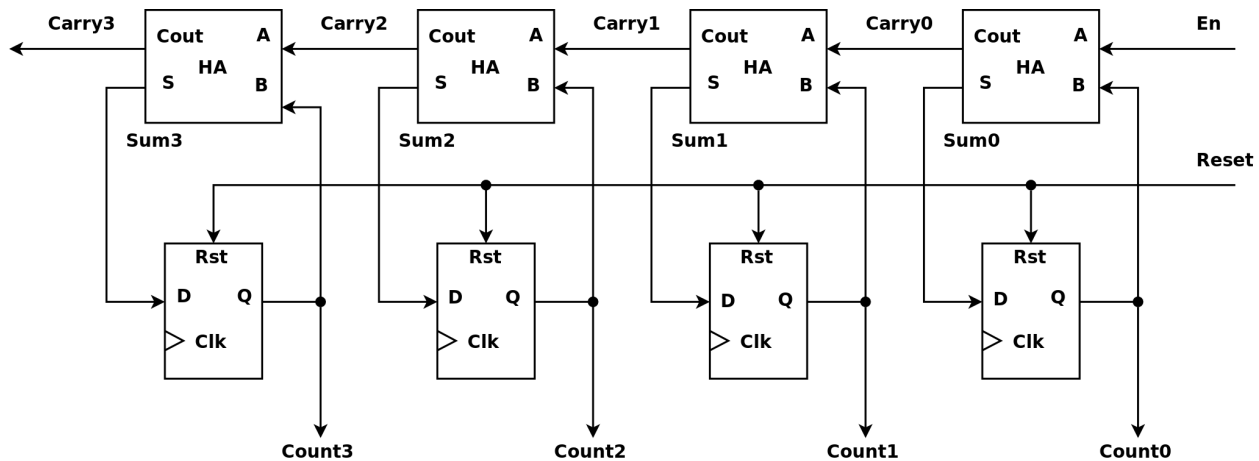 Carry3
Carry2
Carry1
Carry0
En
Cout A
HA
S B
Cout A
HA
S B
Cout A
HA
S B
Cout A
HA
S B
Sum3
Sum2
Sum1
Sum0
Reset
Rst
D Q
Clk
Rst
D Q
Clk
Rst
D Q
Clk
Rst
D Q
Clk
Count3
Count2
Count1
Count0